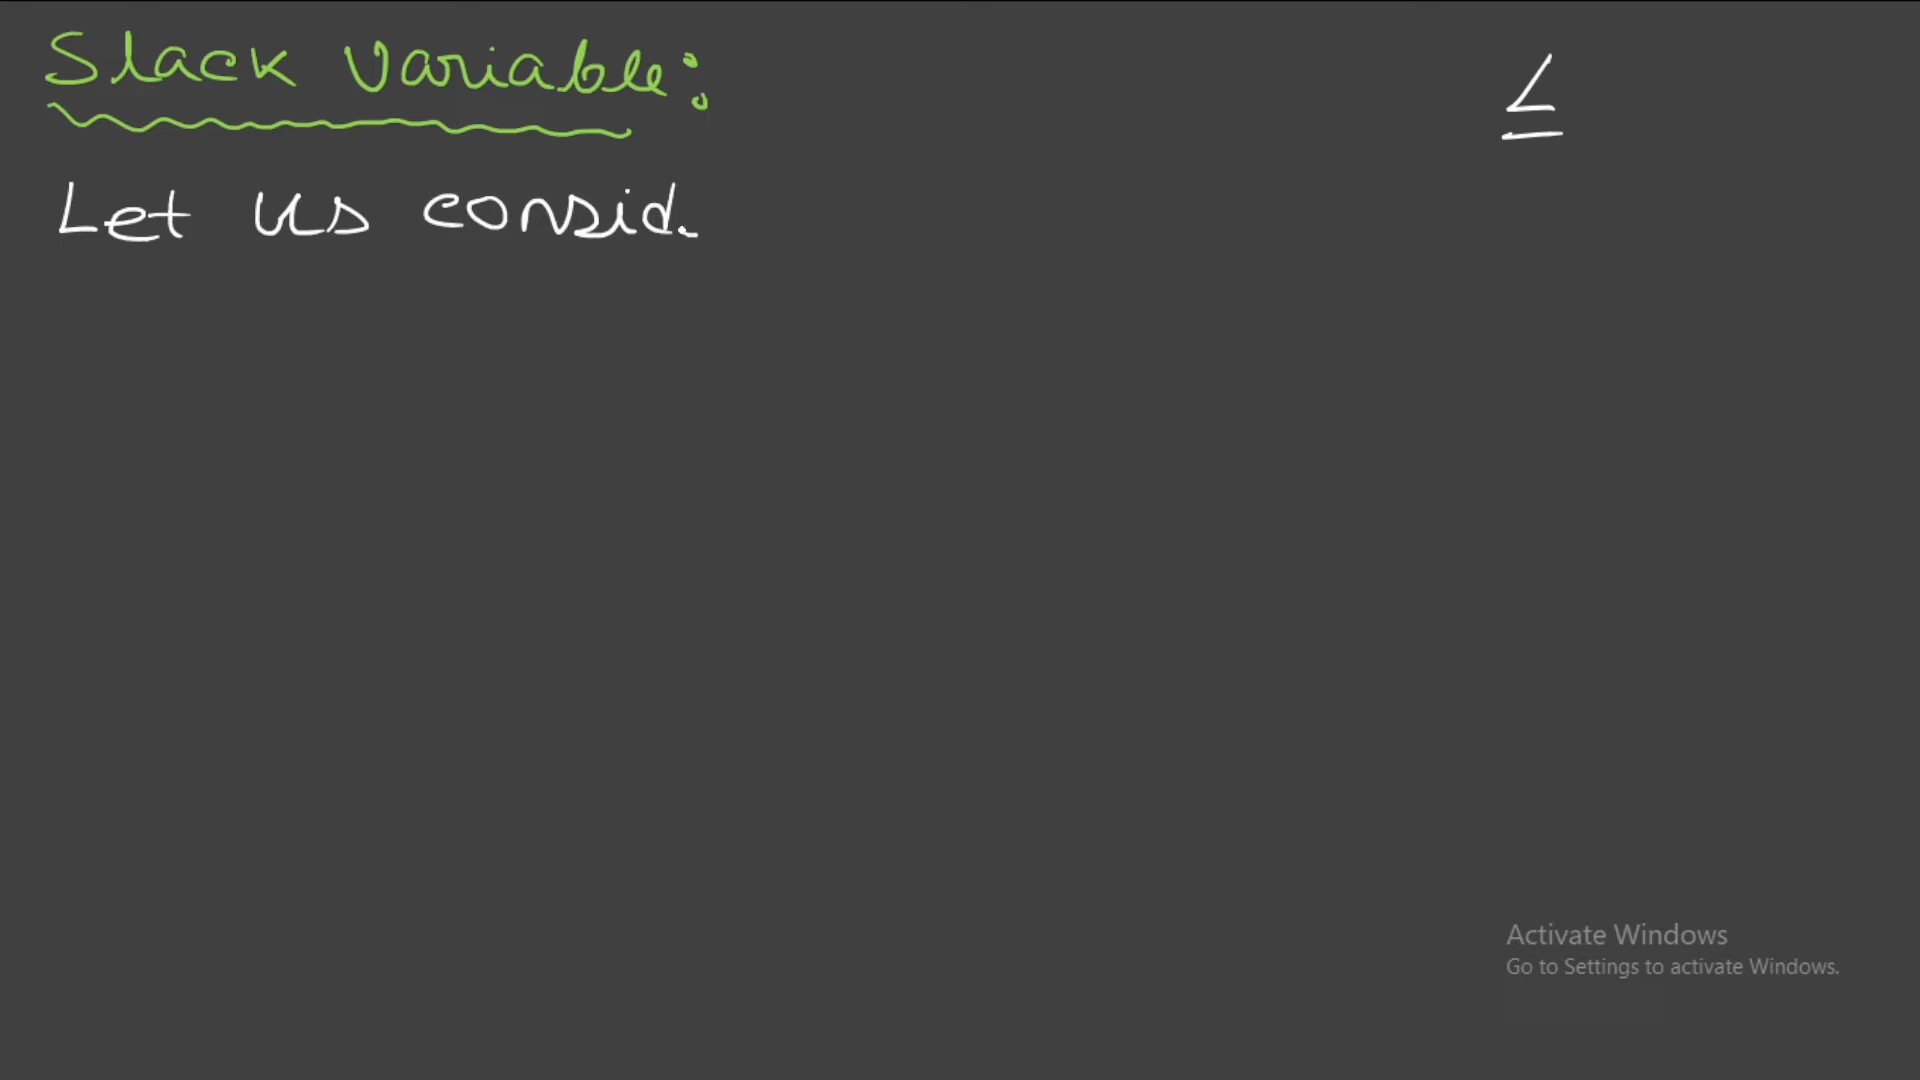 Slack Variable:
≤
Let us consid
Activate Windows
Go to Settings to activate Windows.